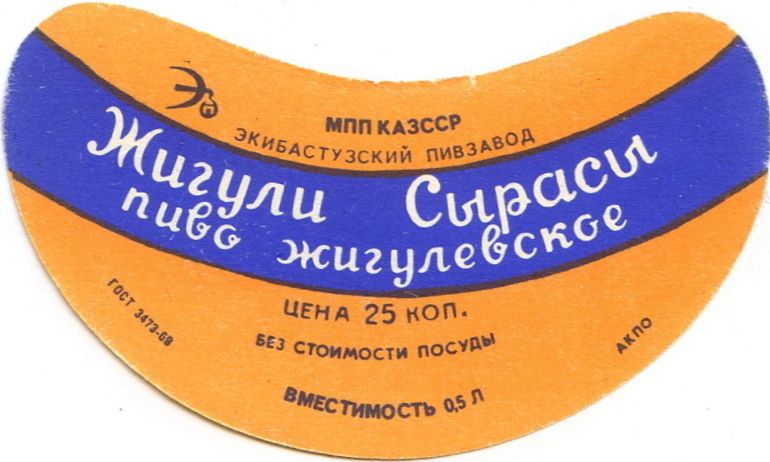 МПП КАЗССР
ЭКИБАСТУЗСКИЙ ПИВЗАВОД
Жигули Сырасы
пиво жигулевское
ЦЕНА 25 КОП.
БЕЗ СТОИМОСТИ ПОСУДЫ
ВМЕСТИМОСТЬ 0,5 Л
ГОСТ 3473-69
АКПО